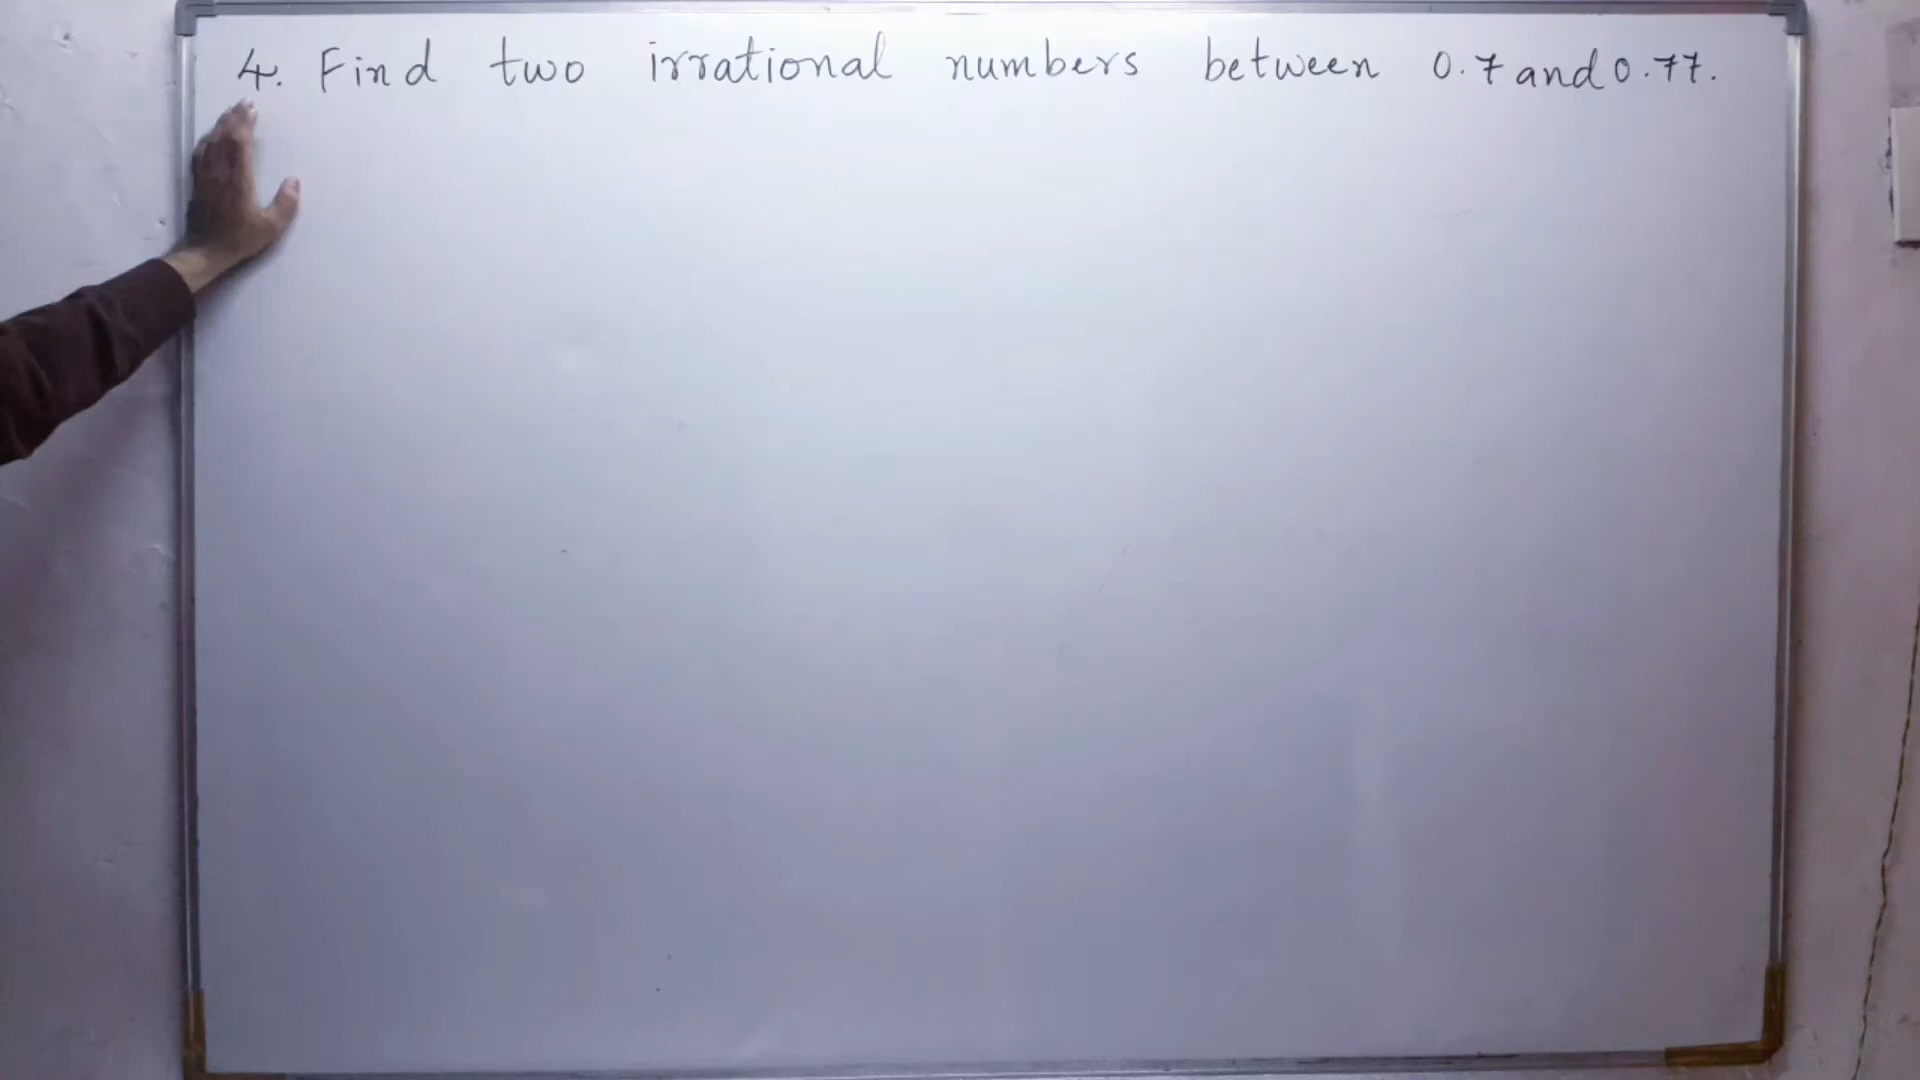 4. Find two irrational numbers between 0.7 and 0.77.